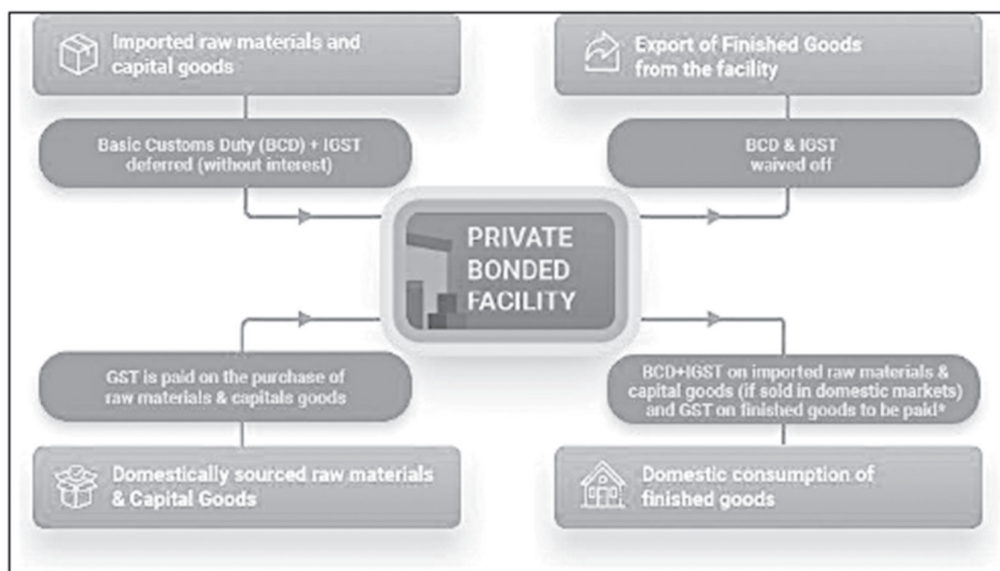 Imported raw materials and
capital goods
Export of Finished Goods
from the facility
Basic Customs Duty (BCD) + IGST
deferred (without interest)
BCD & IGST
waived off
PRIVATE
BONDED
FACILITY
GST is paid on the purchase of
raw materials & capitals goods
BCD+IGST on imported raw materials &
capital goods (if sold in domestic markets)
and GST on finished goods to be paid*
Domestically sourced raw materials
& Capital Goods
Domestic consumption of
finished goods